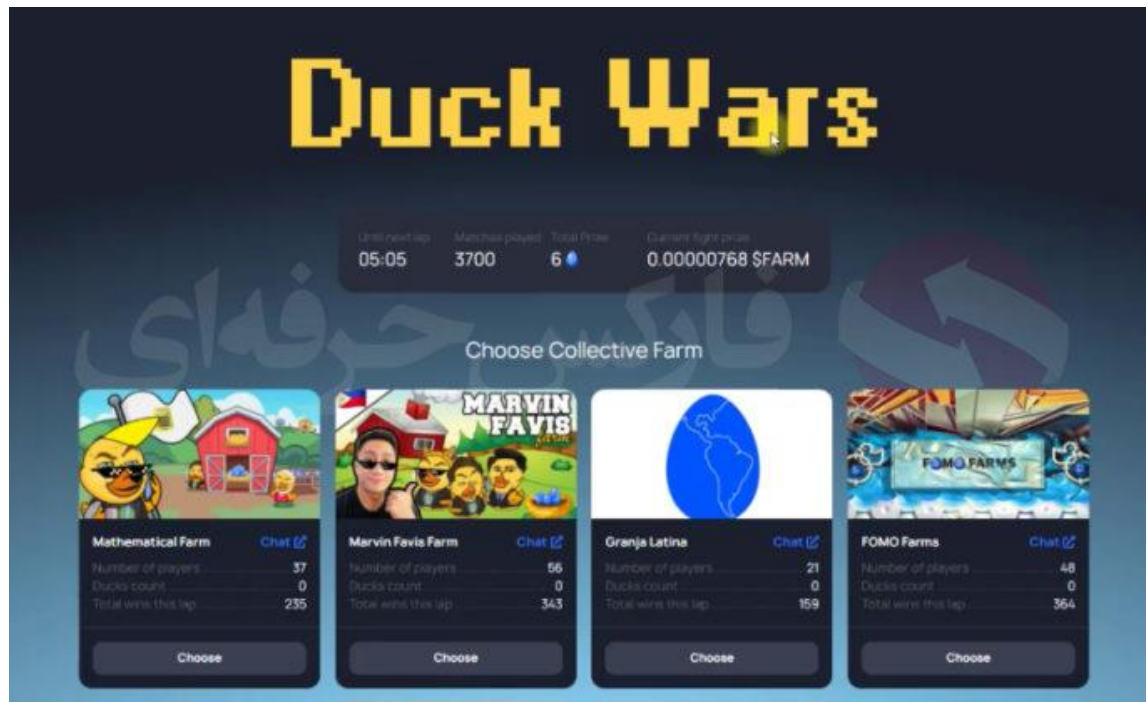 Duck Wars
Until next lap Matches played Total Prize Current fight prize
05:05 3700 6 0.00000768 $FARM
فارکس حرفه‌ای
Choose Collective Farm
MARVIN
FAVIS
farm
FOMO FARMS
Mathematical Farm Chat
Number of players 37
Ducks count 0
Total wins this lap 235
Choose
Marvin Favis Farm Chat
Number of players 56
Ducks count 0
Total wins this lap 343
Choose
Granja Latina Chat
Number of players 21
Ducks count 0
Total wins this lap 159
Choose
FOMO Farms Chat
Number of players 48
Ducks count 0
Total wins this lap 364
Choose